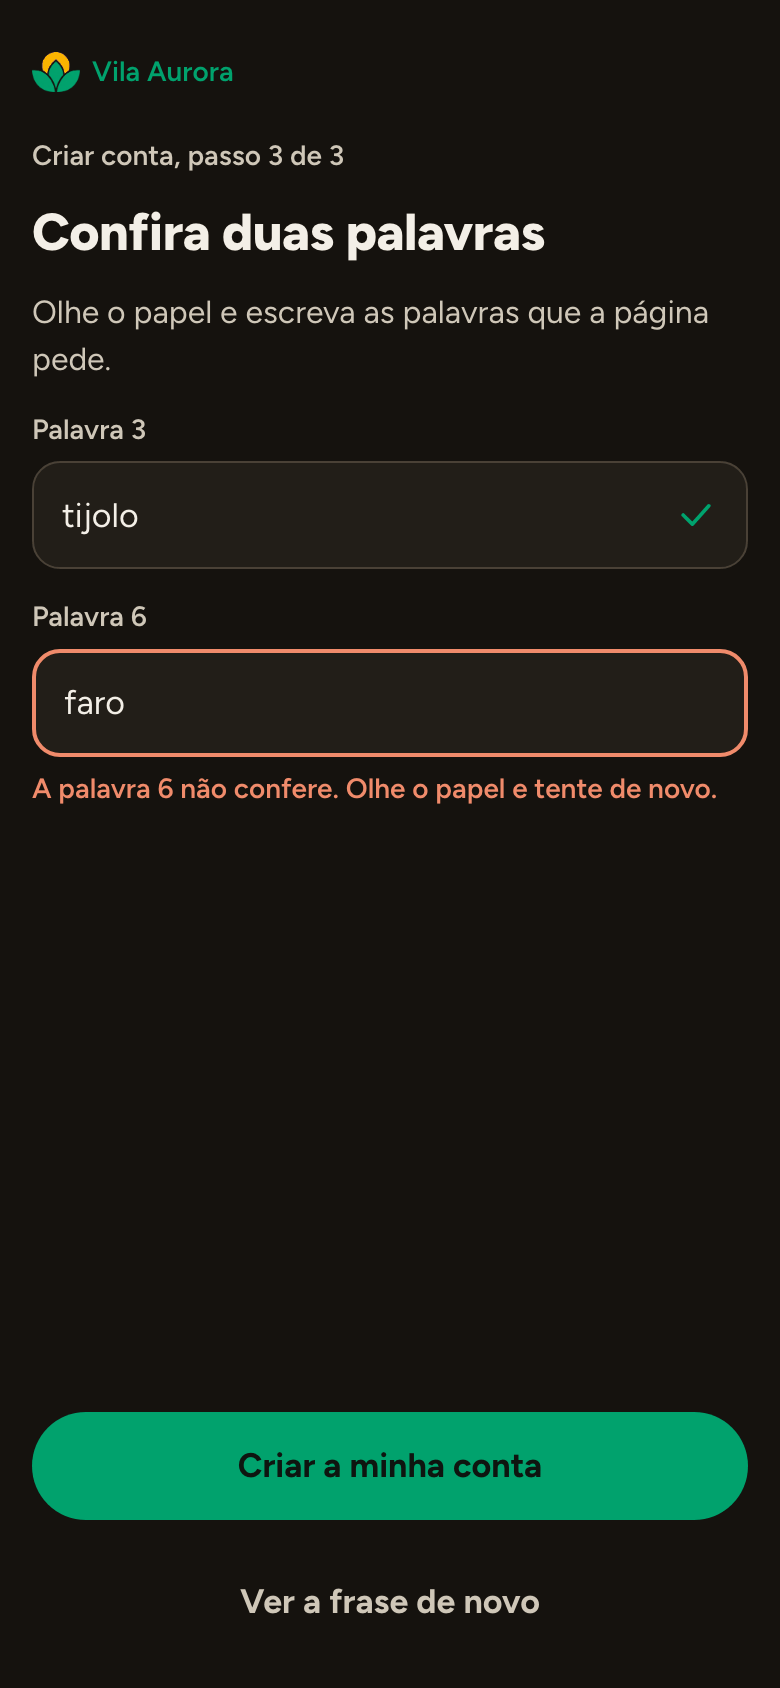 Vila Aurora
Criar conta, passo 3 de 3
Confira duas palavras
Olhe o papel e escreva as palavras que a página
pede.
Palavra 3
tijolo
Palavra 6
faro
A palavra 6 não confere. Olhe o papel e tente de novo.
Criar a minha conta
Ver a frase de novo